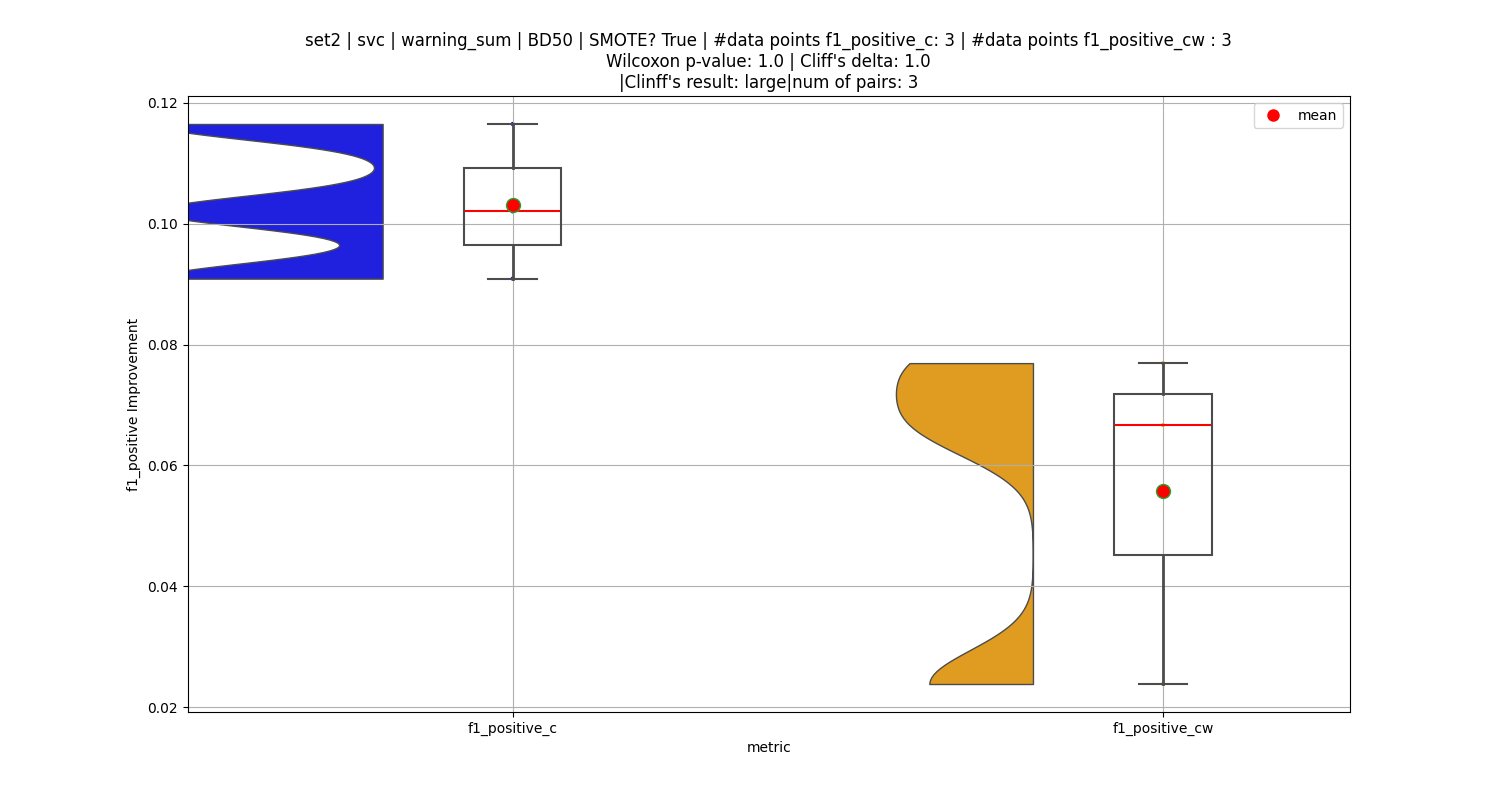 set2 | svc | warning_sum | BD50 | SMOTE? True | #data points f1_positive_c: 3 | #data points f1_positive_cw : 3
Wilcoxon p-value: 1.0 | Cliff's delta: 1.0
|Clinff's result: large|num of pairs: 3
mean
0.12
0.10
0.08
0.06
0.04
0.02
f1_positive Improvement
f1_positive_c
f1_positive_cw
metric